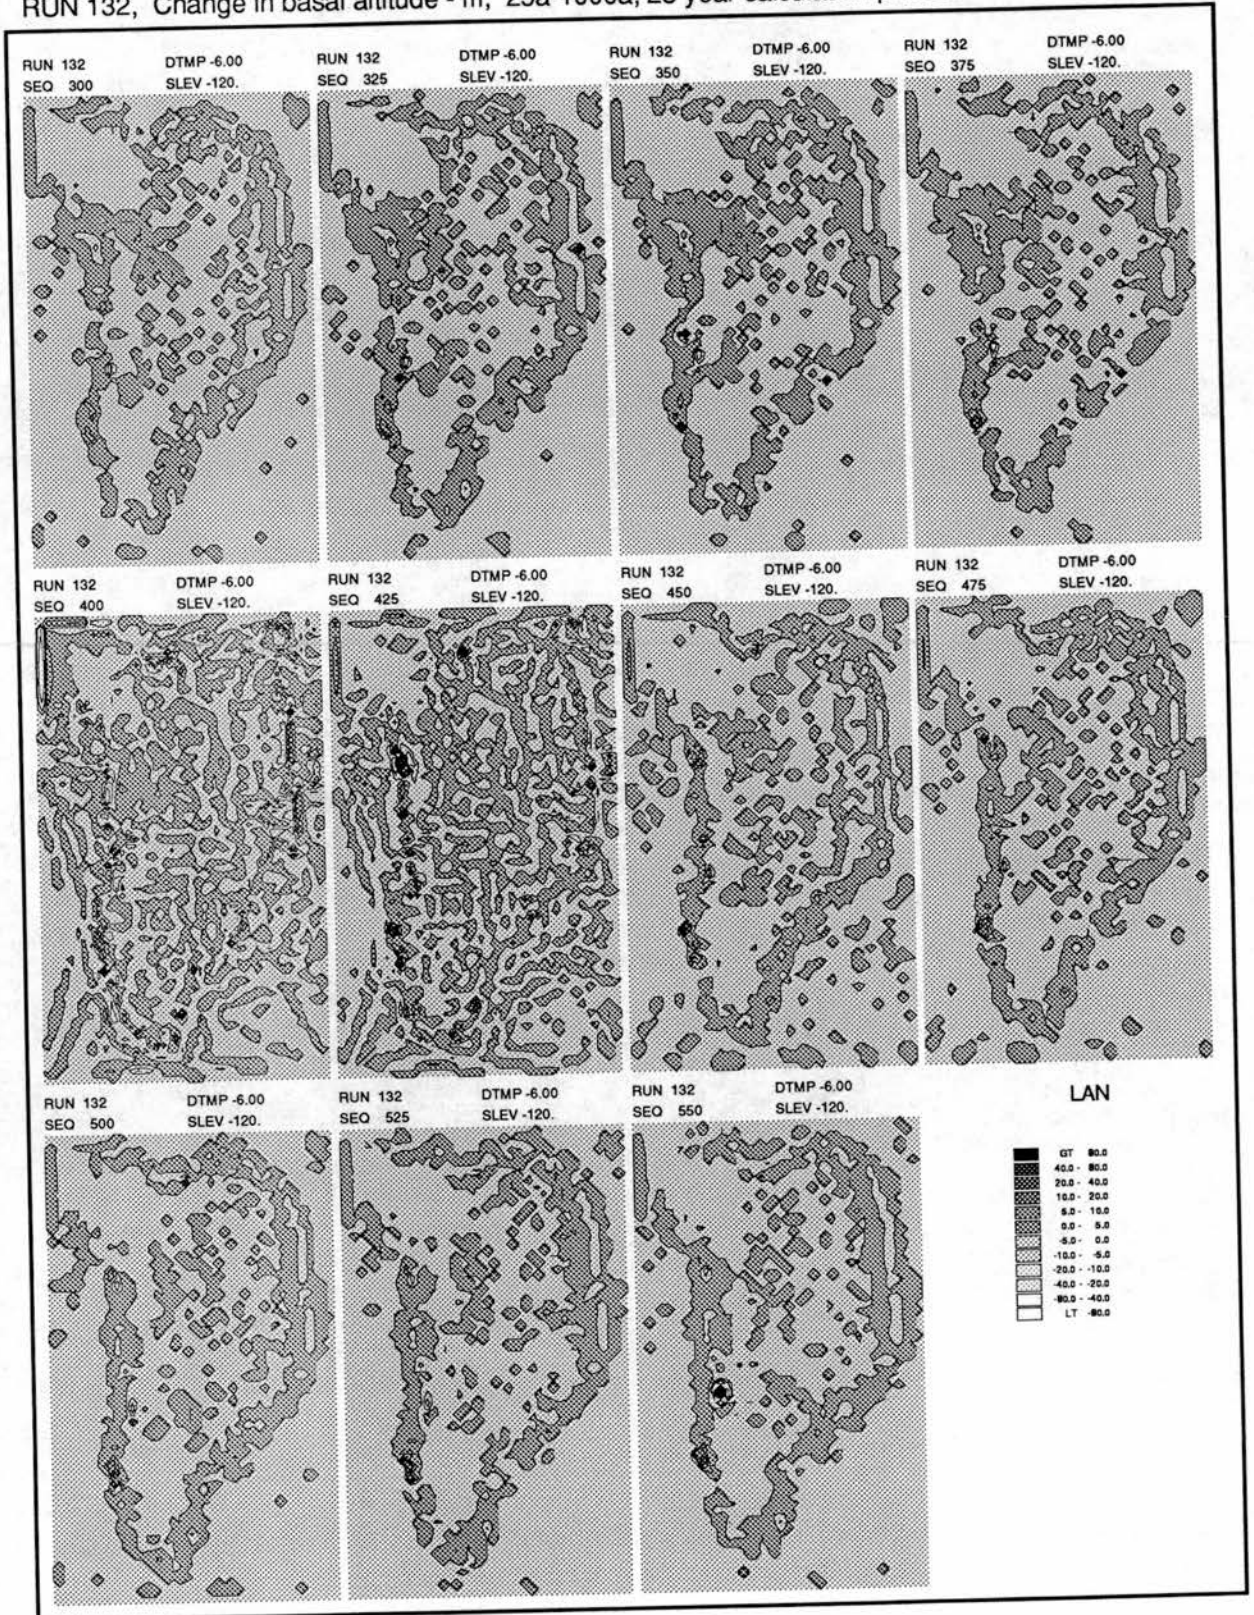 RUN 132, Change in basal altitude - m, 25a-1000a,
RUN 132 DTMP -6.00
SEQ 300 SLEV -120.
RUN 132 DTMP -6.00
SEQ 325 SLEV -120.
RUN 132 DTMP -6.00
SEQ 350 SLEV -120.
RUN 132 DTMP -6.00
SEQ 375 SLEV -120.
RUN 132 DTMP -6.00
SEQ 400 SLEV -120.
RUN 132 DTMP -6.00
SEQ 425 SLEV -120.
RUN 132 DTMP -6.00
SEQ 450 SLEV -120.
RUN 132 DTMP -6.00
SEQ 475 SLEV -120.
RUN 132 DTMP -6.00
SEQ 500 SLEV -120.
RUN 132 DTMP -6.00
SEQ 525 SLEV -120.
RUN 132 DTMP -6.00
SEQ 550 SLEV -120.
LAN
GT 80.0
40.0 - 80.0
20.0 - 40.0
10.0 - 20.0
5.0 - 10.0
0.0 - 5.0
-5.0 - 0.0
-10.0 - -5.0
-20.0 - -10.0
-40.0 - -20.0
-80.0 - -40.0
LT -80.0